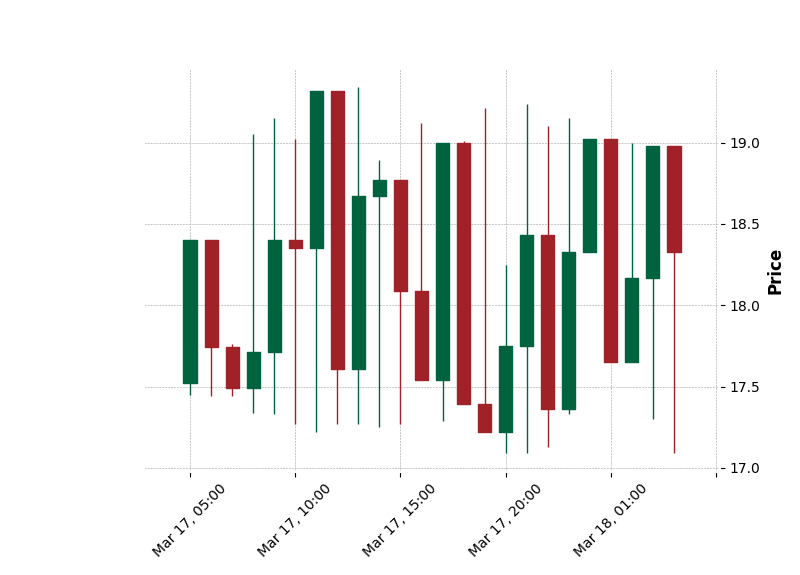 19.0
18.5
18.0
17.5
17.0
Price
Mar 17, 05:00
Mar 17, 10:00
Mar 17, 15:00
Mar 17, 20:00
Mar 18, 01:00